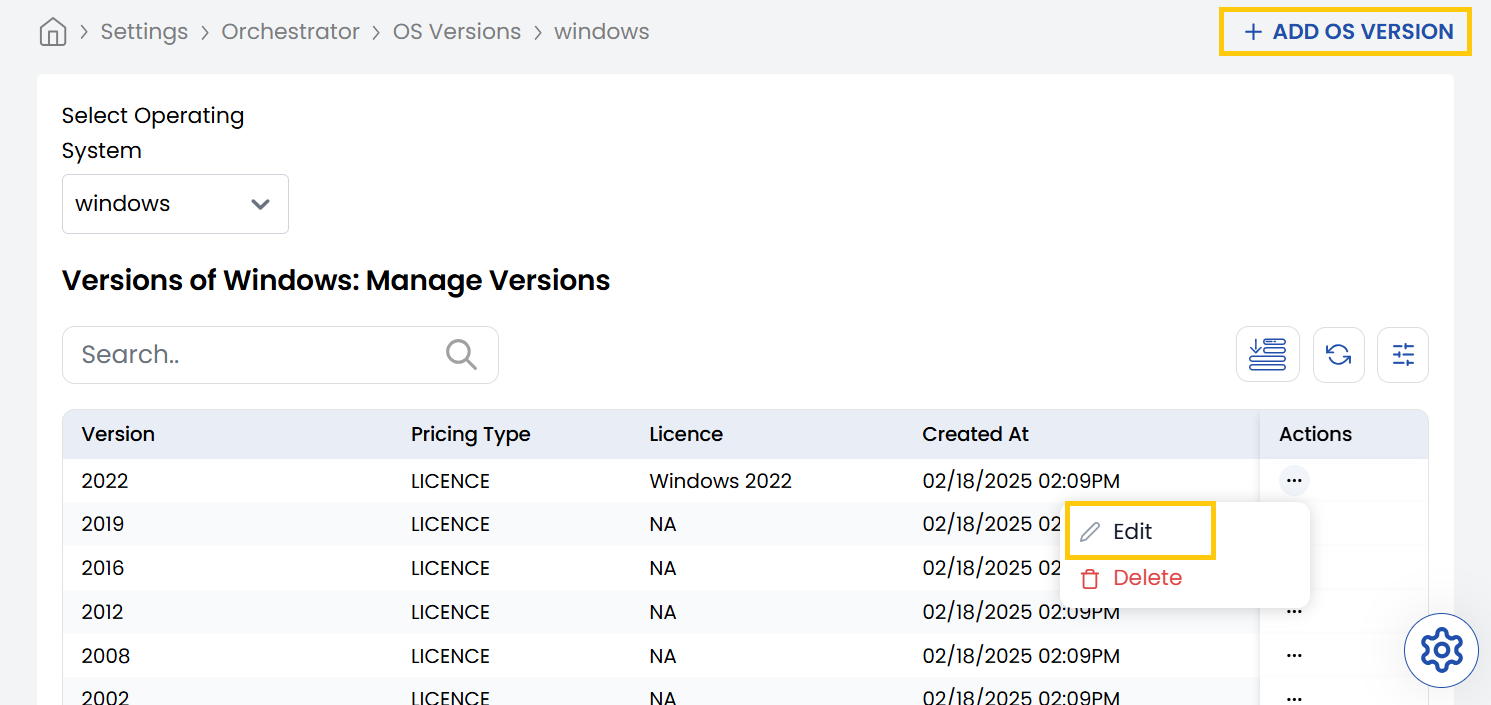 Settings > Orchestrator > OS Versions > windows
+ ADD OS VERSION
Select Operating
System
windows
Versions of Windows: Manage Versions
Search..
Version Pricing Type Licence Created At Actions
2022 LICENCE Windows 2022 02/18/2025 02:09PM ...
2019 LICENCE NA 02/18/2025 02
Edit
2016 LICENCE NA 02/18/2025 02
Delete
2012 LICENCE NA 02/18/2025 02:09PM ...
2008 LICENCE NA 02/18/2025 02:09PM ...
2002 LICENCE NA 02/18/2025 02:09PM ...